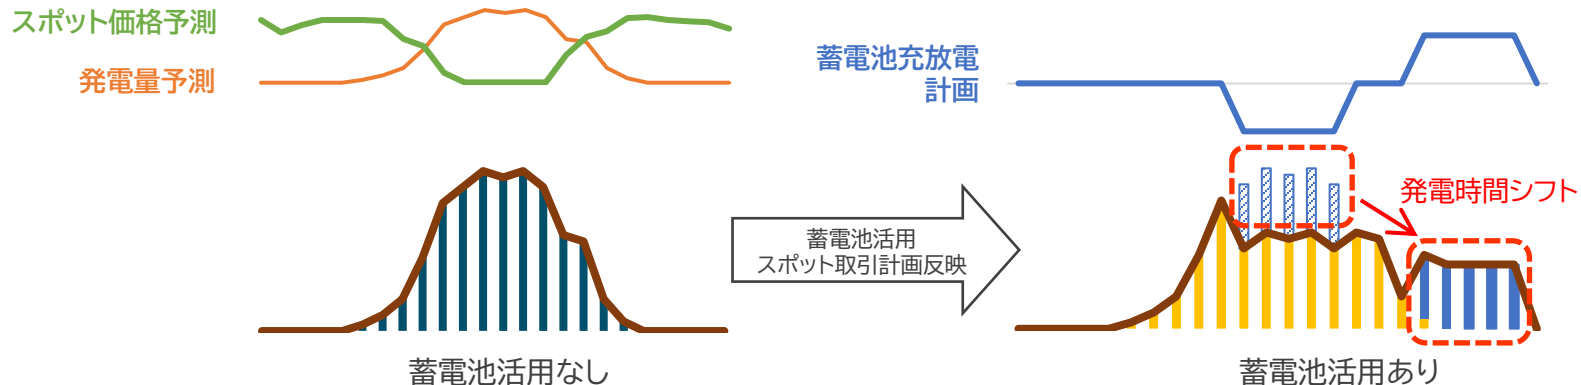 スポット価格予測
発電量予測
蓄電池活用なし
蓄電池活用
スポット取引計画反映
蓄電池充放電
計画
発電時間シフト
蓄電池活用あり